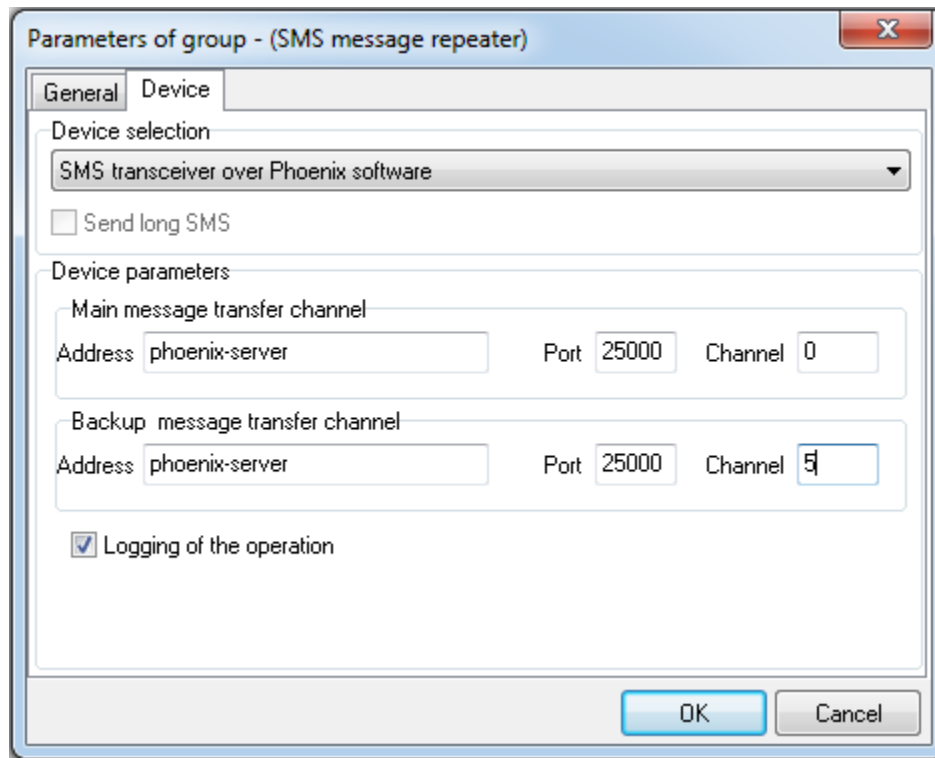 Parameters of group - (SMS message repeater)
General Device
Device selection
SMS transceiver over Phoenix software
Send long SMS
Device parameters
Main message transfer channel
Address phoenix-server Port 25000 Channel 0
Backup message transfer channel
Address phoenix-server Port 25000 Channel 5
Logging of the operation
OK Cancel